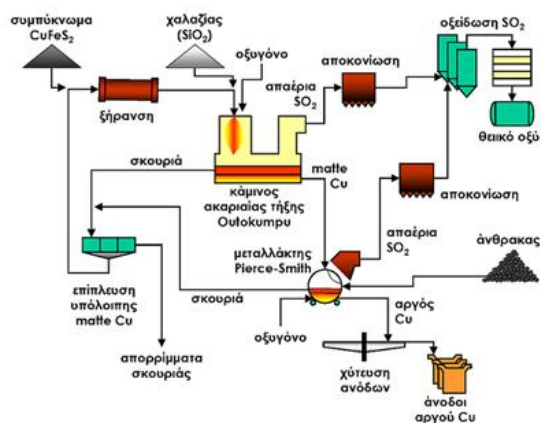 συμπύκνωμα
CuFeS₂
χαλαζίας
(SiO₂)
οξυγόνο
οξείδωση SO₂
απαέρια
SO₂
αποκονίωση
ξήρανση
θειικό οξύ
σκουριά
matte
Cu
κάμινος
ακαριαίας τήξης
Outokumpu
αποκονίωση
μεταλλάκτης
Pierce-Smith
απαέρια
SO₂
άνθρακας
επίπλευση
υπόλοιπης
matte Cu
σκουριά
αργός
Cu
οξυγόνο
απορρίμματα
σκουριάς
χύτευση
ανόδων
άνοδοι
αργού Cu